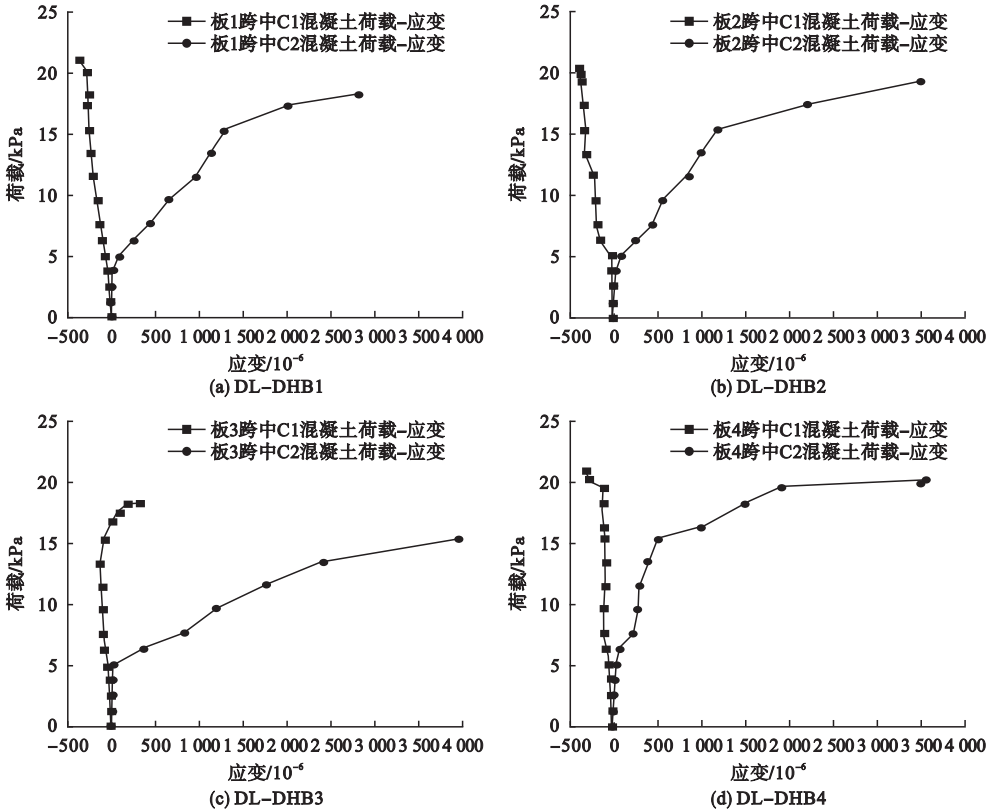 25
20
15
10
5
0
荷载/kPa
板1跨中C1混凝土荷载-应变
板1跨中C2混凝土荷载-应变
-500 0 500 1 000 1 500 2 000 2 500 3 000 3 500 4 000
应变/10⁻⁶
(a) DL-DHB1
25
20
15
10
5
0
荷载/kPa
板2跨中C1混凝土荷载-应变
板2跨中C2混凝土荷载-应变
-500 0 500 1 000 1 500 2 000 2 500 3 000 3 500 4 000
应变/10⁻⁶
(b) DL-DHB2
25
20
15
10
5
0
荷载/kPa
板3跨中C1混凝土荷载-应变
板3跨中C2混凝土荷载-应变
-500 0 500 1 000 1 500 2 000 2 500 3 000 3 500 4 000
应变/10⁻⁶
(c) DL-DHB3
25
20
15
10
5
0
荷载/kPa
板4跨中C1混凝土荷载-应变
板4跨中C2混凝土荷载-应变
-500 0 500 1 000 1 500 2 000 2 500 3 000 3 500 4 000
应变/10⁻⁶
(d) DL-DHB4